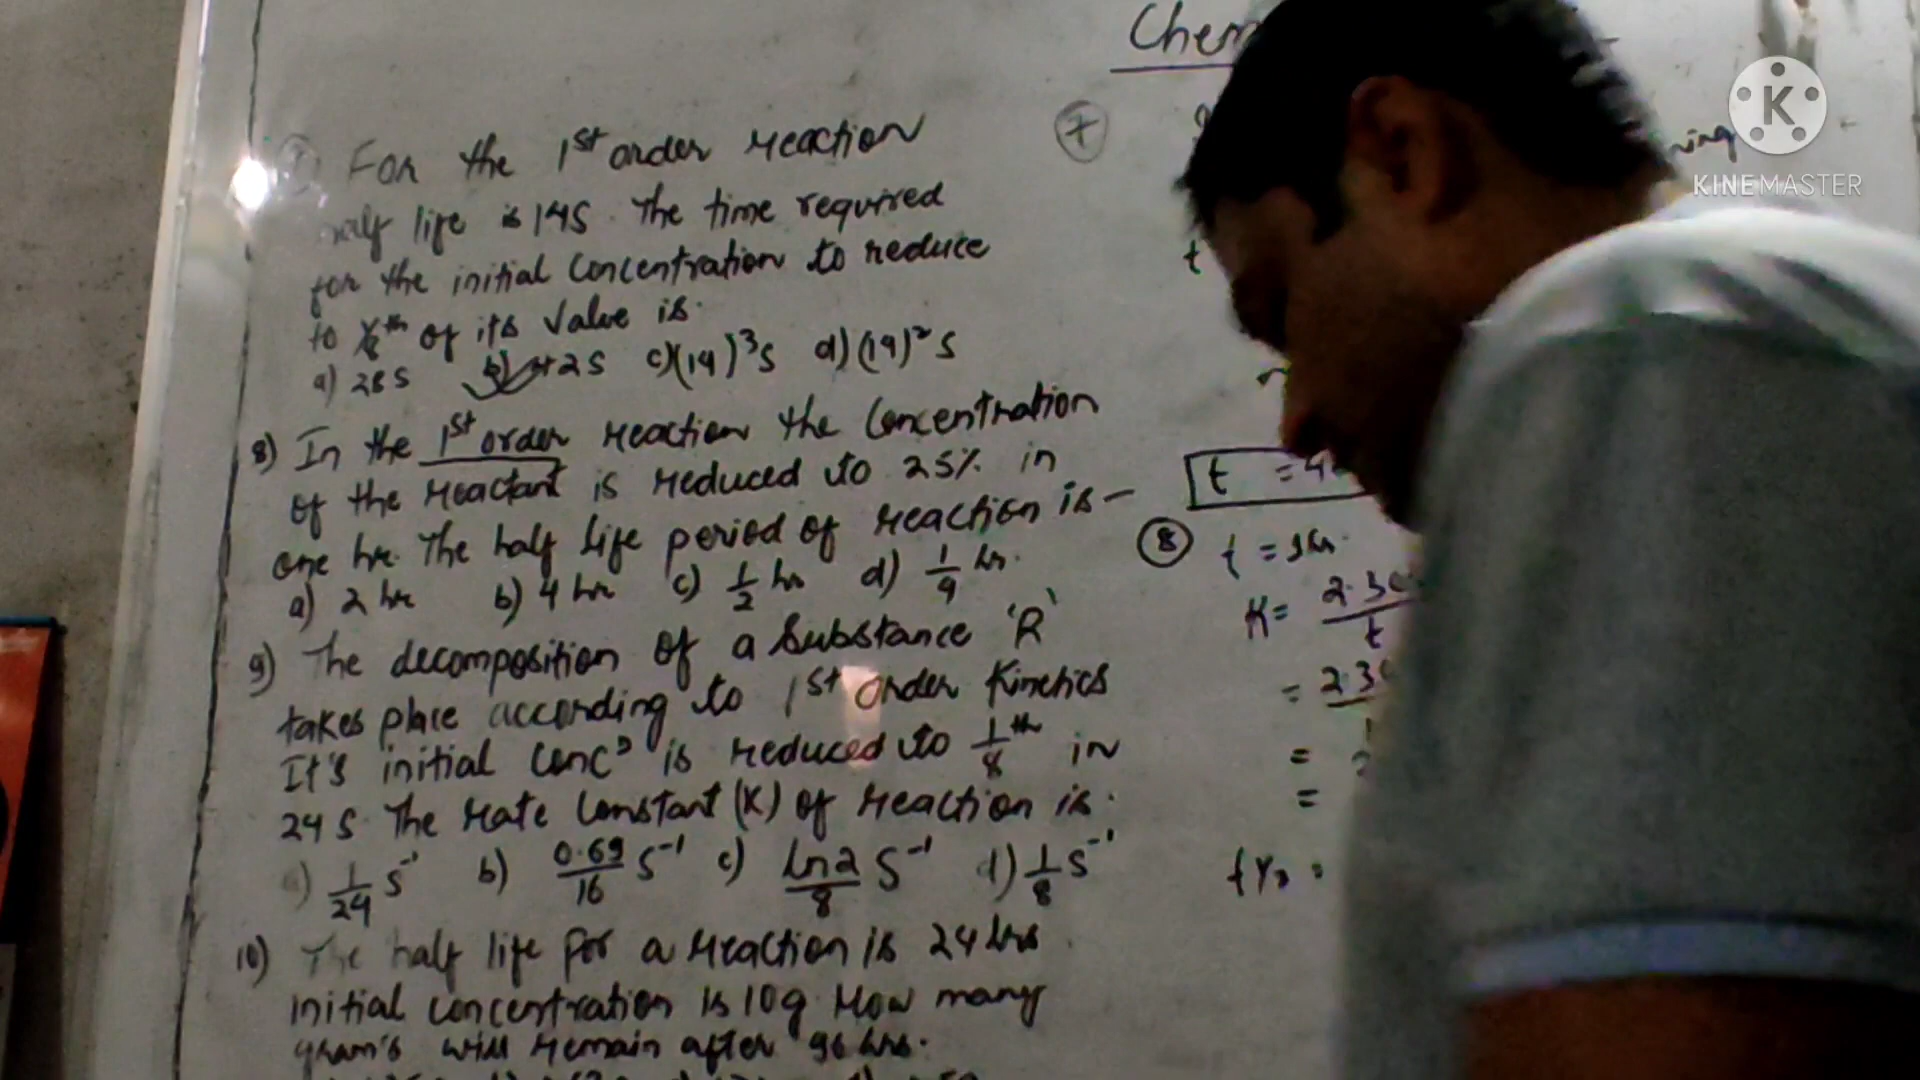 Chem
7
For the 1st order reaction
half life is 14S. The time required
for the initial concentration to reduce
to 1/8th of its value is.
a) 28S b) 42S c) (14)³S d) (14)²S
8) In the 1st order reaction the concentration
of the reactant is reduced to 25% in
one hr. The half life period of reaction is –
a) 2 hr b) 4 hr c) 1/2 hr d) 1/4 hr.
9) The decomposition of a substance 'R'
takes place according to 1st order kinetics
It's initial concⁿ is reduced to 1/8th in
24 S. The rate constant (K) of reaction is.
a) 1/24 S⁻¹ b) 0.69/16 S⁻¹ c) ln2/8 S⁻¹ d) 1/8 S⁻¹
10) The half life for a reaction is 24 hrs.
initial concentration is 10g. How many
gram's will remain after 96 hrs.
t
t = 4
8 t = 1hr.
K = 2.30
t
= 2.30
=
=
t½ =
K
KINEMASTER